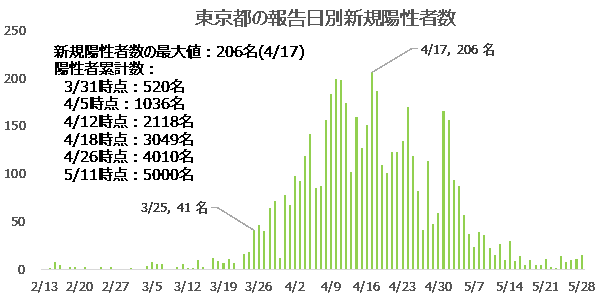 東京都の報告日別新規陽性者数
250
200
150
100
50
0
新規陽性者数の最大値：206名(4/17)
陽性者累計数：
3/31時点：520名
4/5時点：1036名
4/12時点：2118名
4/18時点：3049名
4/26時点：4010名
5/11時点：5000名
4/17, 206 名
3/25, 41 名
2/13 2/20 2/27 3/5 3/12 3/19 3/26 4/2 4/9 4/16 4/23 4/30 5/7 5/14 5/21 5/28